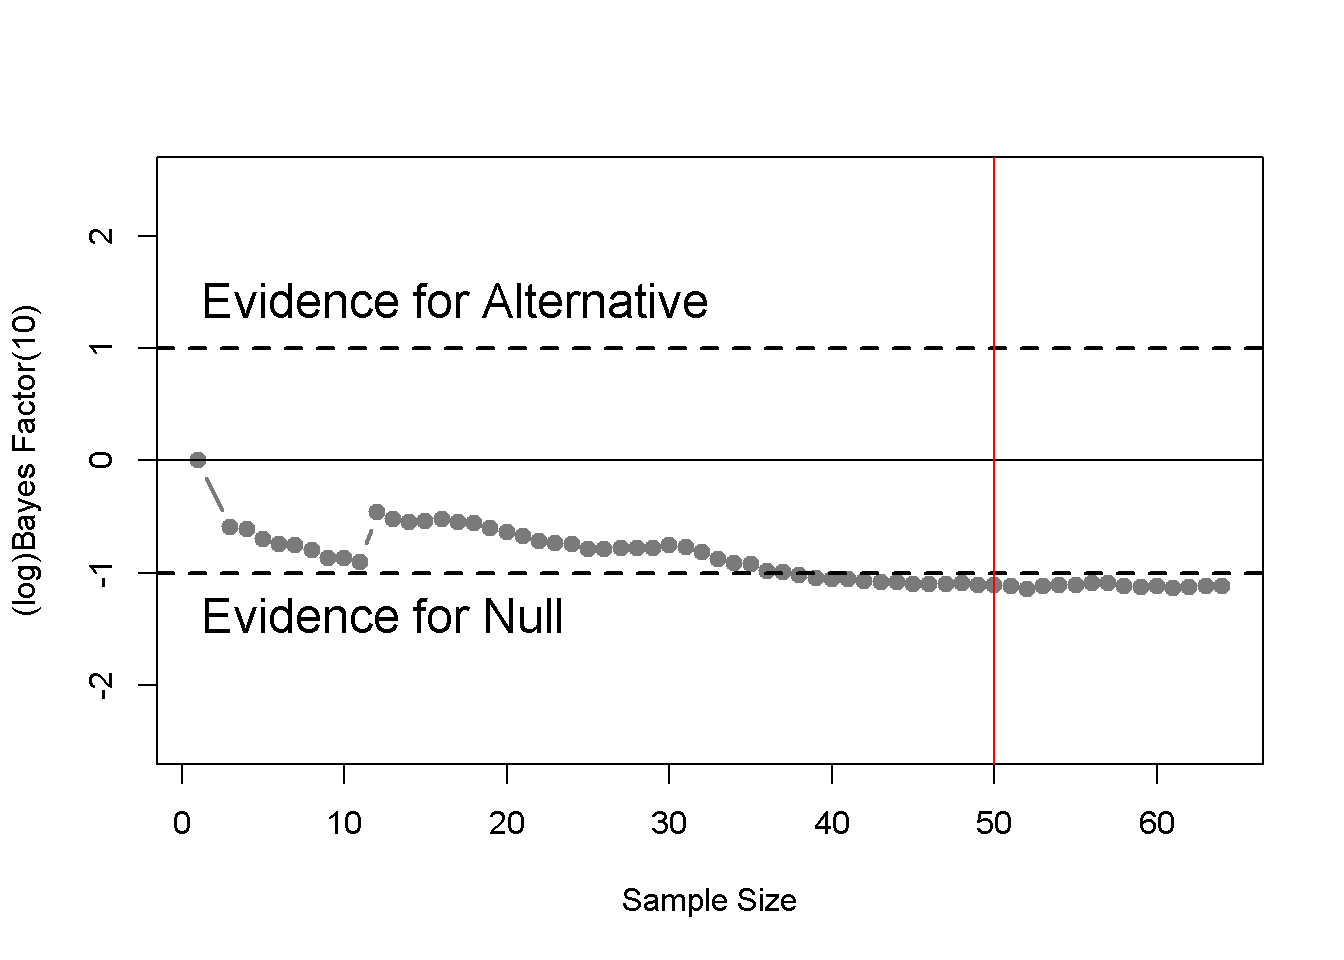 2
Evidence for Alternative
1
0
-1
Evidence for Null
-2
(log)Bayes Factor(10)
0 10 20 30 40 50 60
Sample Size